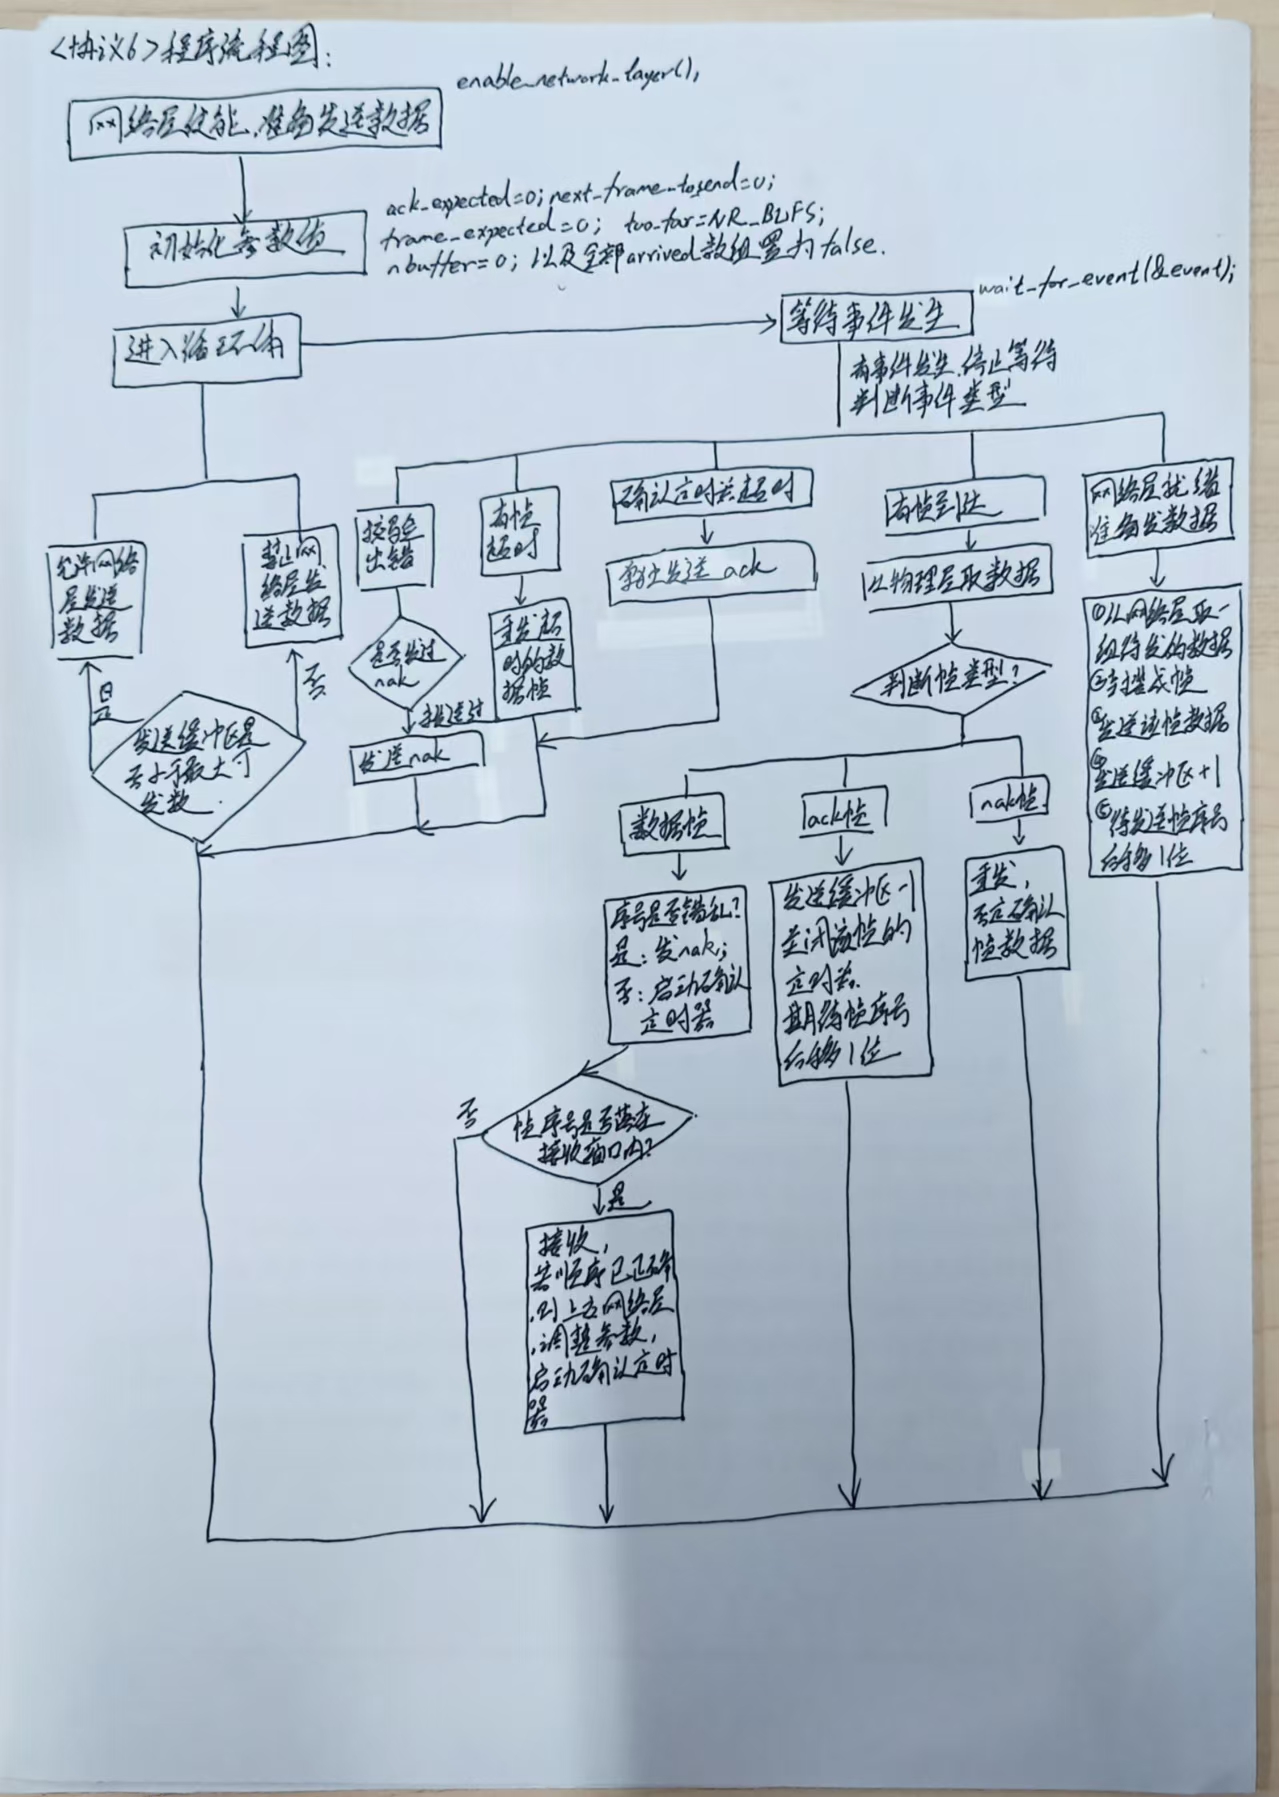 <协议6>程序流程图:
enable_network_layer();
网络层使能,准备发送数据
ack_expected=0; next_frame_tosend=0;
frame_expected=0; too_far=NR_BUFS;
初始化参数值
nbuffer=0; 以及全部arrived数组置为false.
wait_for_event(&event);
等待事件发生
进入循环体
有事件发生,停止等待
判断事件类型
允许网络
层发送
数据
禁止网
络层发
送数据
是
否
发送缓冲区是
否小于最大可
发数.
校验和
出错
是否发过
nak
未发送过
发送nak
有帧
超时
重发超
时的数
据帧
确认定时器超时
单独发送 ack
有帧到达
从物理层取数据
判断帧类型?
网络层就绪
准备发数据
①从网络层取一
组待发的数据
②封装成帧
③发送该帧数据
④发送缓冲区+1
⑤待发送帧序号
后移1位
数据帧
序号是否错乱?
是:发nak;
否:启动确认
定时器
帧序号是否落在
接收窗口内?
否
是
接收,
若顺序已正确
则上交网络层
调整参数,
启动确认定时
器
ack帧
发送缓冲区-1
关闭该帧的
定时器.
期待帧序号
后移1位
nak帧
重发,
否定确认
帧数据